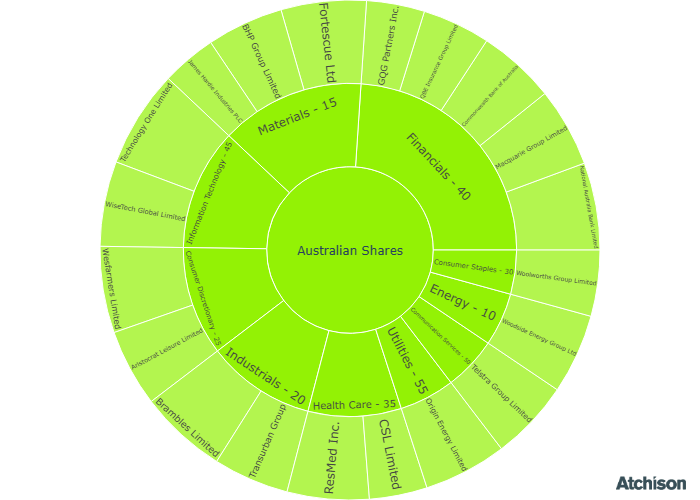 Australian Shares
Financials - 40
Materials - 15
Information Technology - 45
Consumer Discretionary - 25
Industrials - 20
Health Care - 35
Utilities - 55
Communication Services - 50
Energy - 10
Consumer Staples - 30
National Australia Bank Limited
Macquarie Group Limited
Commonwealth Bank of Australia
QBE Insurance Group Limited
GQG Partners Inc.
Fortescue Ltd
BHP Group Limited
James Hardie Industries PLC
Technology One Limited
WiseTech Global Limited
Wesfarmers Limited
Aristocrat Leisure Limited
Brambles Limited
Transurban Group
ResMed Inc.
CSL Limited
Origin Energy Limited
Telstra Group Limited
Woodside Energy Group Ltd
Woolworths Group Limited
Atchison